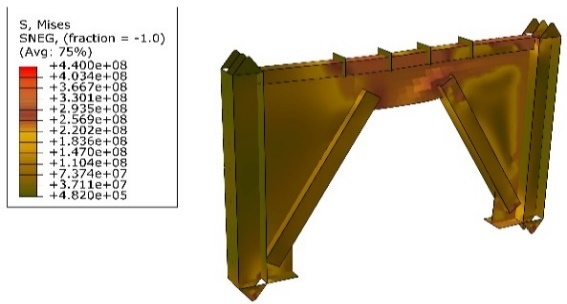 S, Mises
SNEG, (fraction = -1.0)
(Avg: 75%)
+4.400e+08
+4.034e+08
+3.667e+08
+3.301e+08
+2.935e+08
+2.569e+08
+2.202e+08
+1.836e+08
+1.470e+08
+1.104e+08
+7.374e+07
+3.711e+07
+4.820e+05